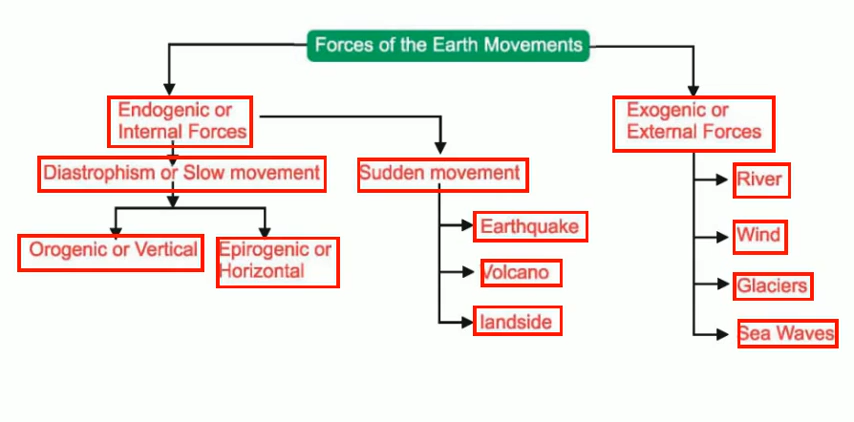 Forces of the Earth Movements
Endogenic or
Internal Forces
Exogenic or
External Forces
Diastrophism or Slow movement
Sudden movement
River
Earthquake
Wind
Orogenic or Vertical
Epirogenic or
Horizontal
Volcano
Glaciers
landside
Sea Waves